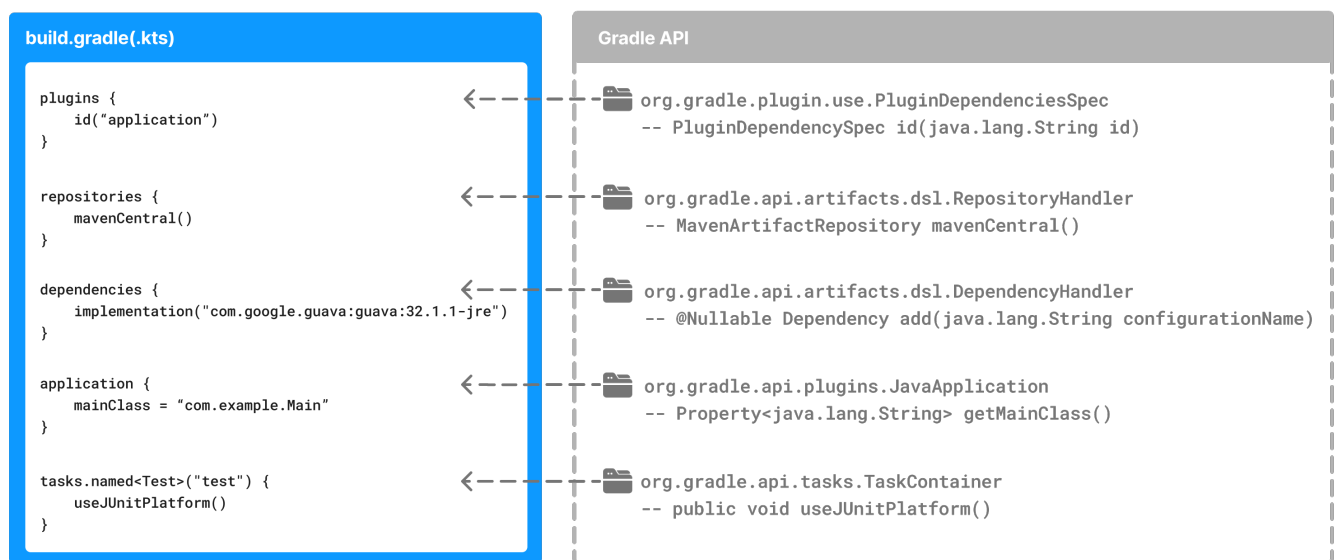 build.gradle(.kts)
plugins {
    id(“application”)
}
repositories {
    mavenCentral()
}
dependencies {
    implementation("com.google.guava:guava:32.1.1-jre")
}
application {
    mainClass = “com.example.Main”
}
tasks.named<Test>("test") {
    useJUnitPlatform()
}
Gradle API
org.gradle.plugin.use.PluginDependenciesSpec
-- PluginDependencySpec id(java.lang.String id)
org.gradle.api.artifacts.dsl.RepositoryHandler
-- MavenArtifactRepository mavenCentral()
org.gradle.api.artifacts.dsl.DependencyHandler
-- @Nullable Dependency add(java.lang.String configurationName)
org.gradle.api.plugins.JavaApplication
-- Property<java.lang.String> getMainClass()
org.gradle.api.tasks.TaskContainer
-- public void useJUnitPlatform()